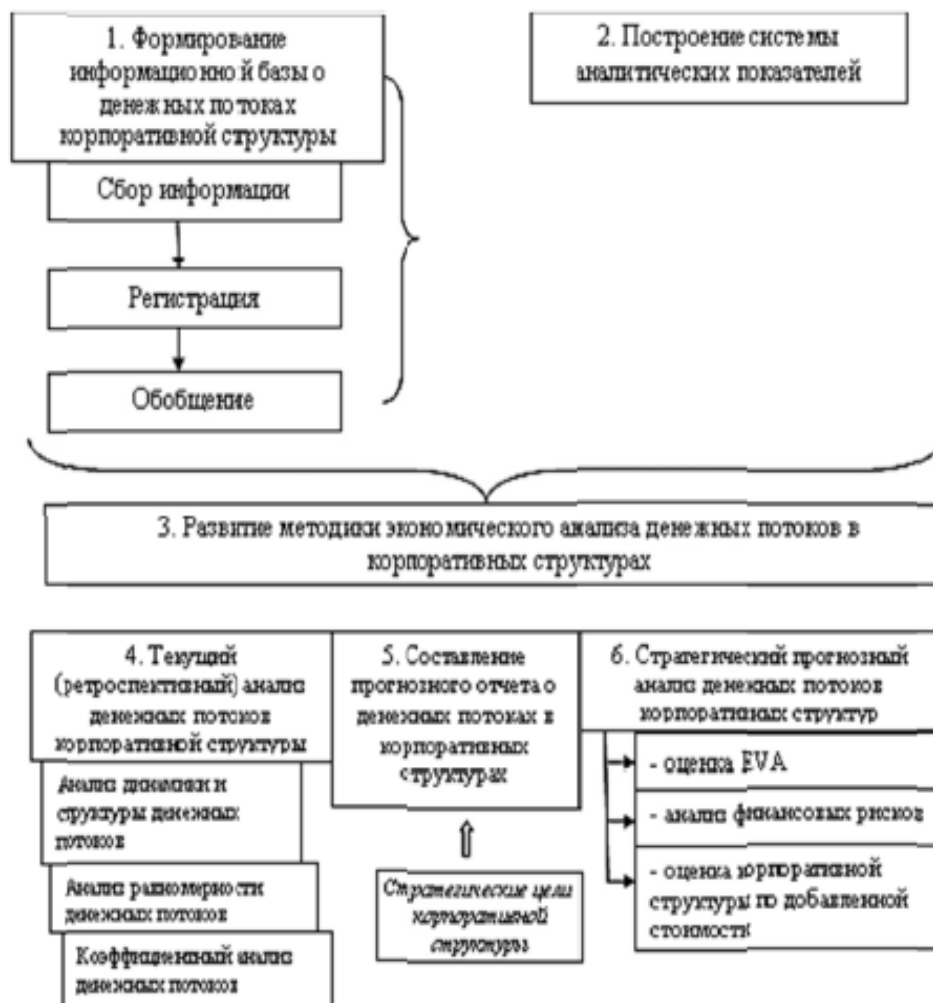 1. Формирование
информационной базы о
денежных потоках
корпоративной структуры
2. Построение системы
аналитических показателей
Сбор информации
Регистрация
Обобщение
3. Развитие методики экономического анализа денежных потоков в
корпоративных структурах
4. Текущий
(ретроспективный) анализ
денежных потоков
корпоративной структуры
Анализ динамики и
структуры денежных
потоков
Анализ равномерности
денежных потоков
Коэффициентный анализ
денежных потоков
5. Составление
прогнозного отчета о
денежных потоках в
корпоративных
структурах
Стратегические цели
корпоративной
структуры
6. Стратегический прогнозный
анализ денежных потоков
корпоративных структур
- оценка EVA
- анализ финансовых рисков
- оценка корпоративной
структуры по добавленной
стоимости